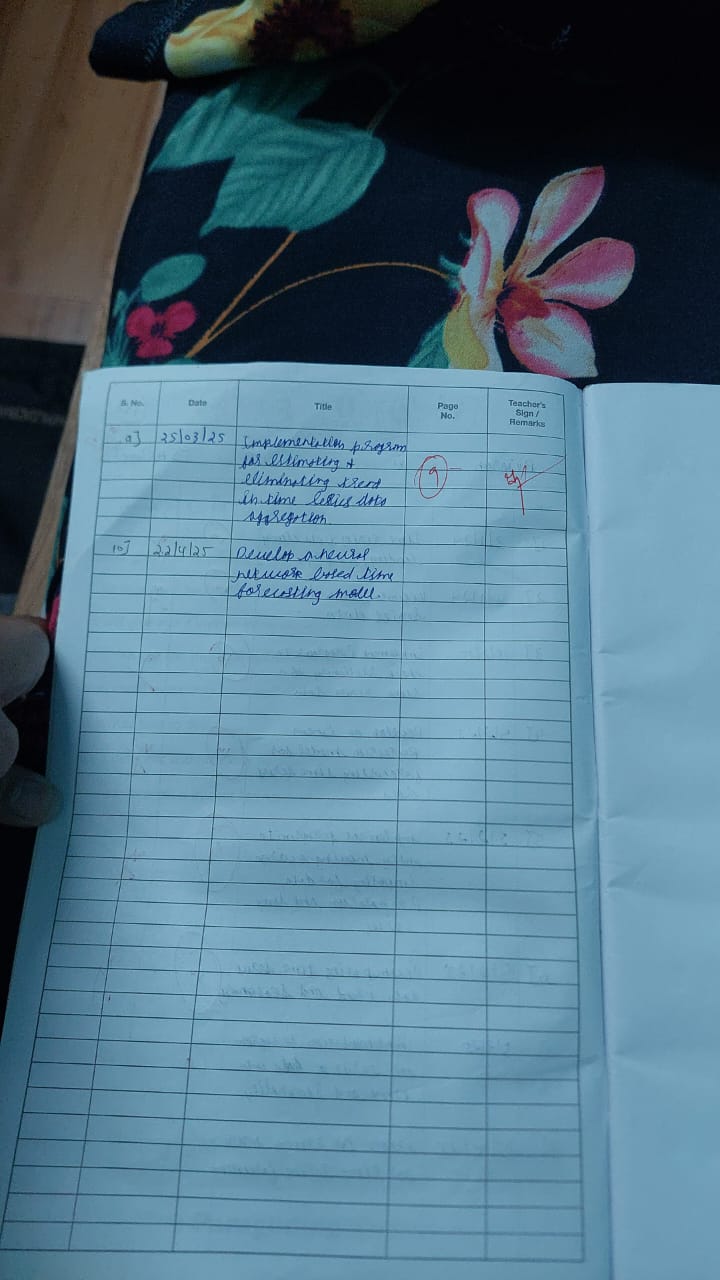 S. No. Date Title Page No. Teacher's Sign / Remarks
9] 25/03/25 Implementation program
for estimating &
eliminating trend
in time series data
aggregation.
9
10] 22/4/25 Develop a neural
network based time
forecasting model.